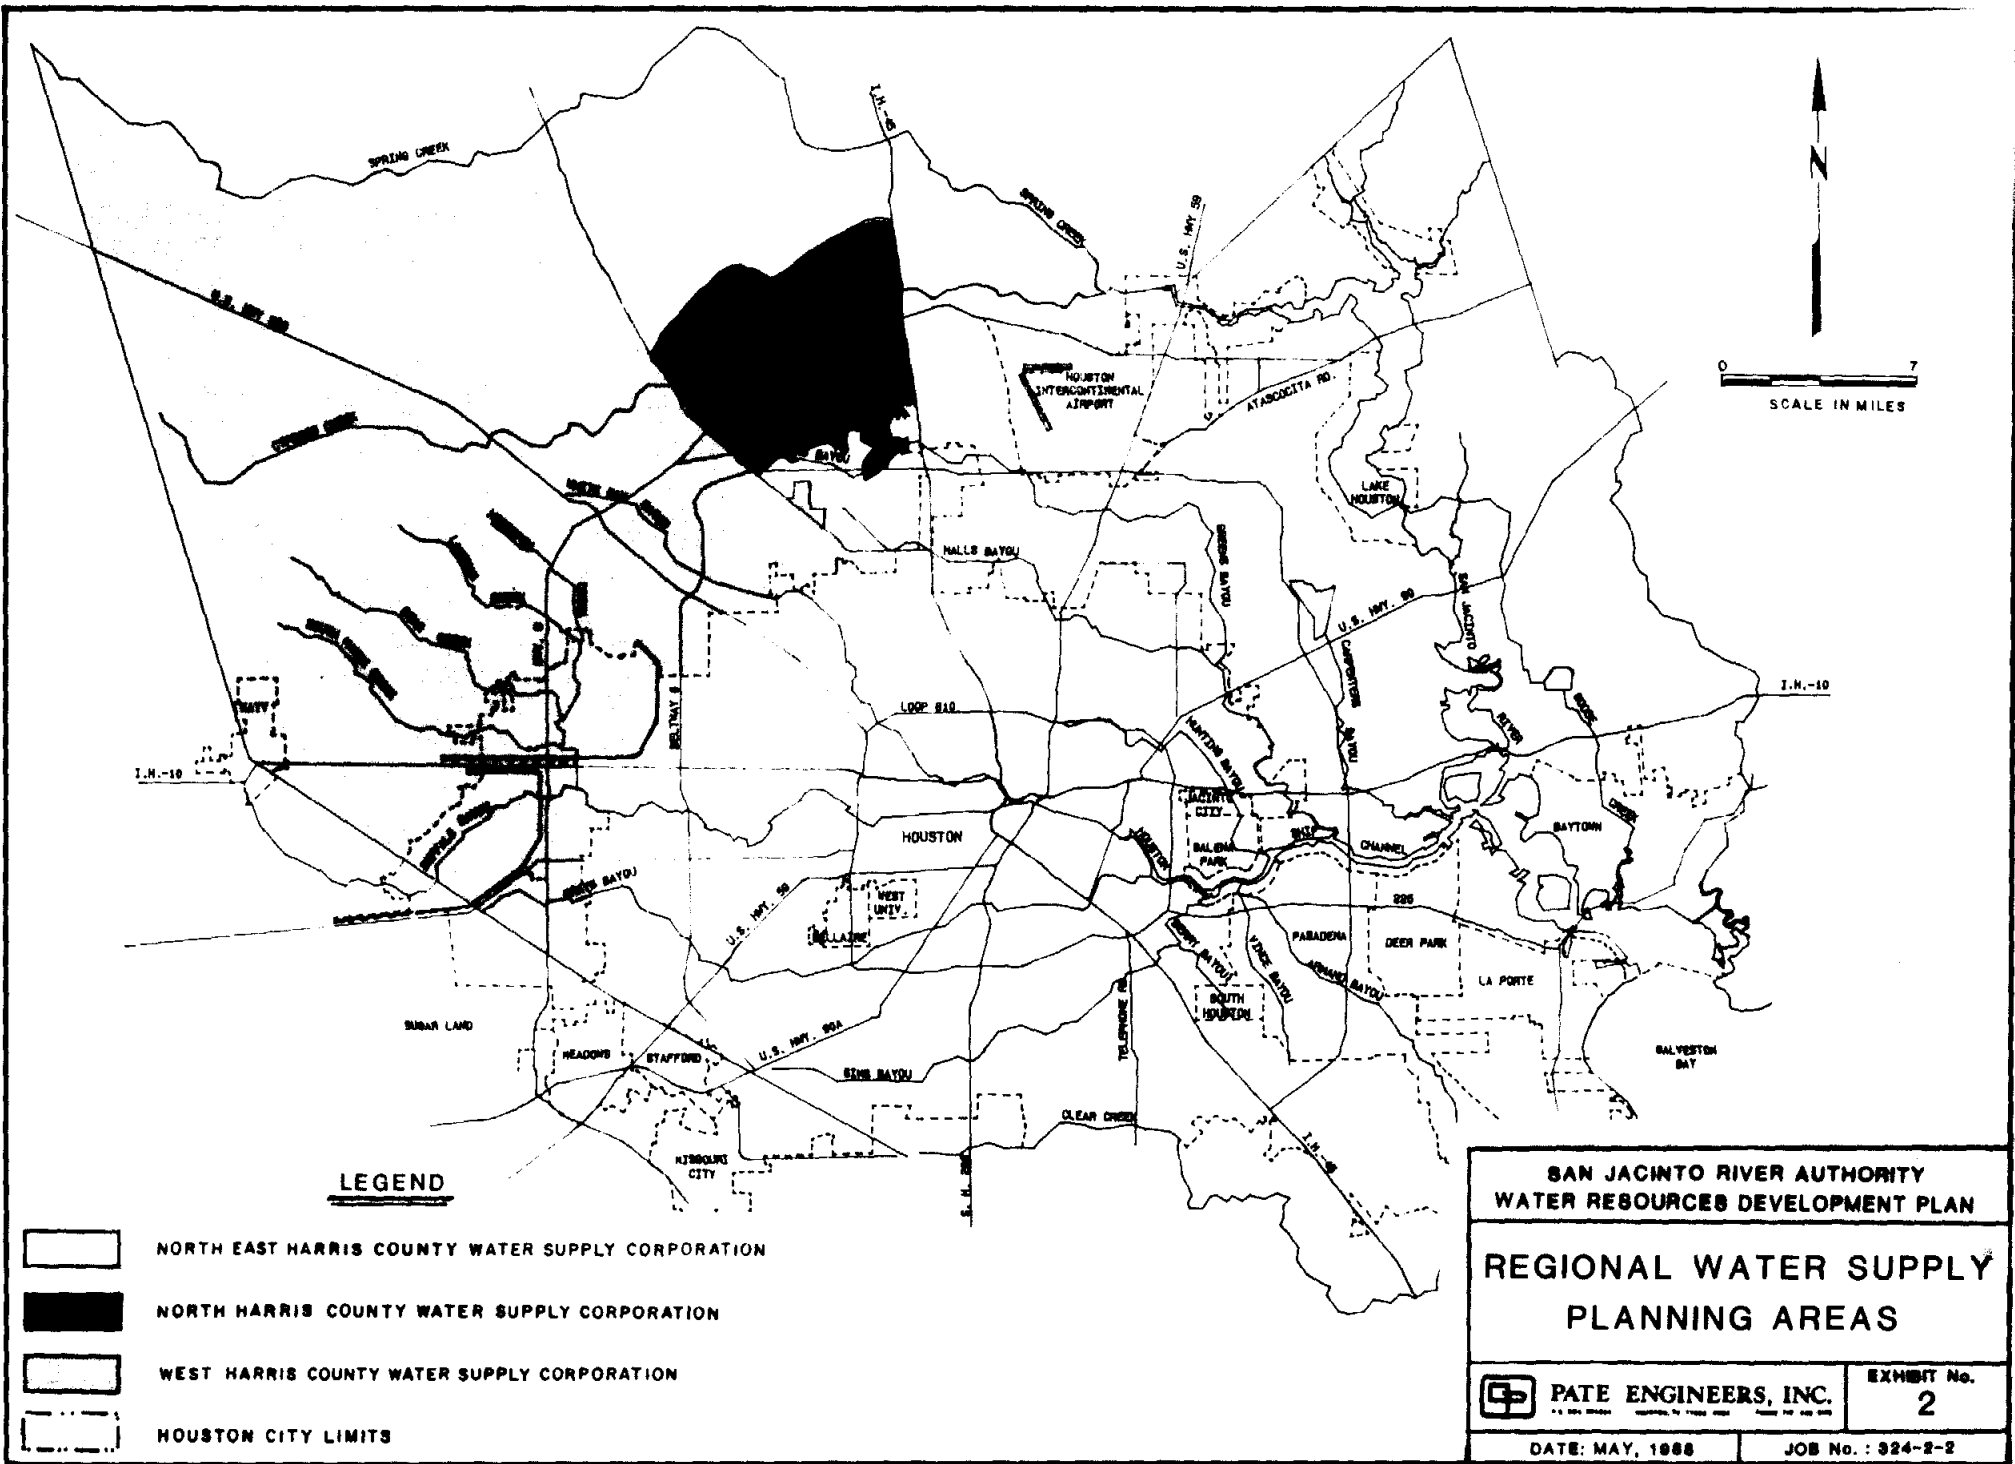 I.H.-45
SPRING CREEK
SPRING CREEK
U.S. HWY 59
N
0 7
SCALE IN MILES
HOUSTON
INTERCONTINENTAL
AIRPORT
ATASCOCITA RD.
BAYOU
LAKE
HOUSTON
HALLS BAYOU
GREENS BAYOU
U.S. HWY. 90
SAN JACINTO
RIVER
CARPENTERS
BAYOU
GOOSE
CREEK
I.H.-10
KATY
BELTWAY 8
LOOP 610
HUNTING BAYOU
I.H.-10
BUFFALO BAYOU
HOUSTON
JACINTO
CITY
GALENA
PARK
HOUSTON
SHIP
CHANNEL
BAYTOWN
BAYOU
WEST
UNIV.
BELLAIRE
U.S. HWY. 59
225
PASADENA
DEER PARK
BERRY BAYOU
VINCE BAYOU
ARMAND BAYOU
LA PORTE
SOUTH
HOUSTON
TELEPHONE RD.
SUGAR LAND
MEADOWS
STAFFORD
U.S. HWY. 90A
SIMS BAYOU
GALVESTON
BAY
CLEAR CREEK
I.H.-45
MISSOURI
CITY
S. H. 288
LEGEND
NORTH EAST HARRIS COUNTY WATER SUPPLY CORPORATION
NORTH HARRIS COUNTY WATER SUPPLY CORPORATION
WEST HARRIS COUNTY WATER SUPPLY CORPORATION
HOUSTON CITY LIMITS
SAN JACINTO RIVER AUTHORITY
WATER RESOURCES DEVELOPMENT PLAN
REGIONAL WATER SUPPLY
PLANNING AREAS
PATE ENGINEERS, INC.
EXHIBIT No.
2
DATE: MAY, 1988
JOB No. : 324-2-2